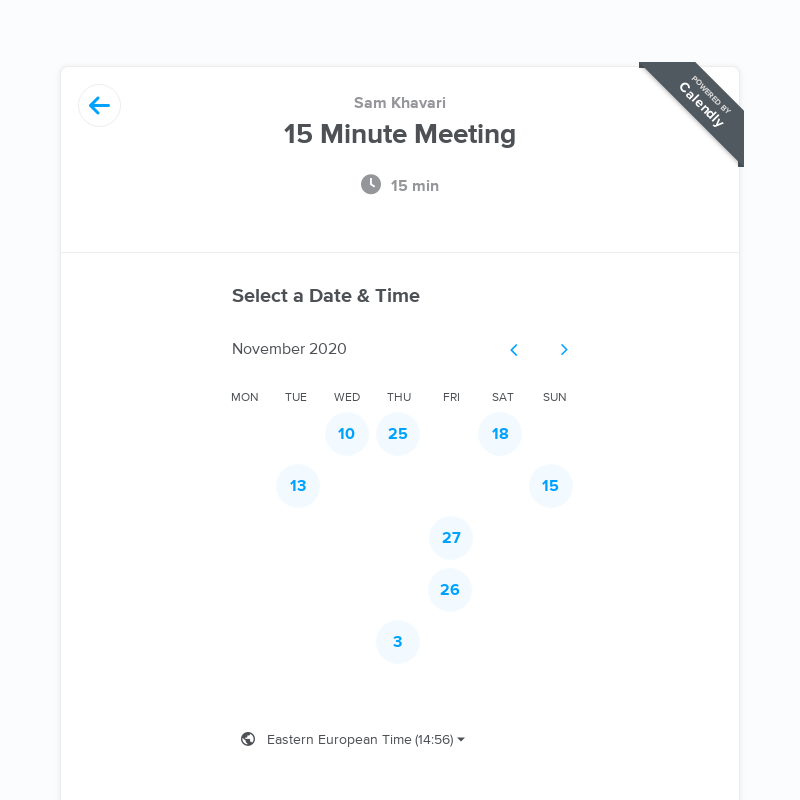 Sam Khavari
15 Minute Meeting
15 min
POWERED BY
Calendly
Select a Date & Time
November 2020
MON TUE WED THU FRI SAT SUN
10 25 18
13 15
27
26
3
Eastern European Time (14:56)